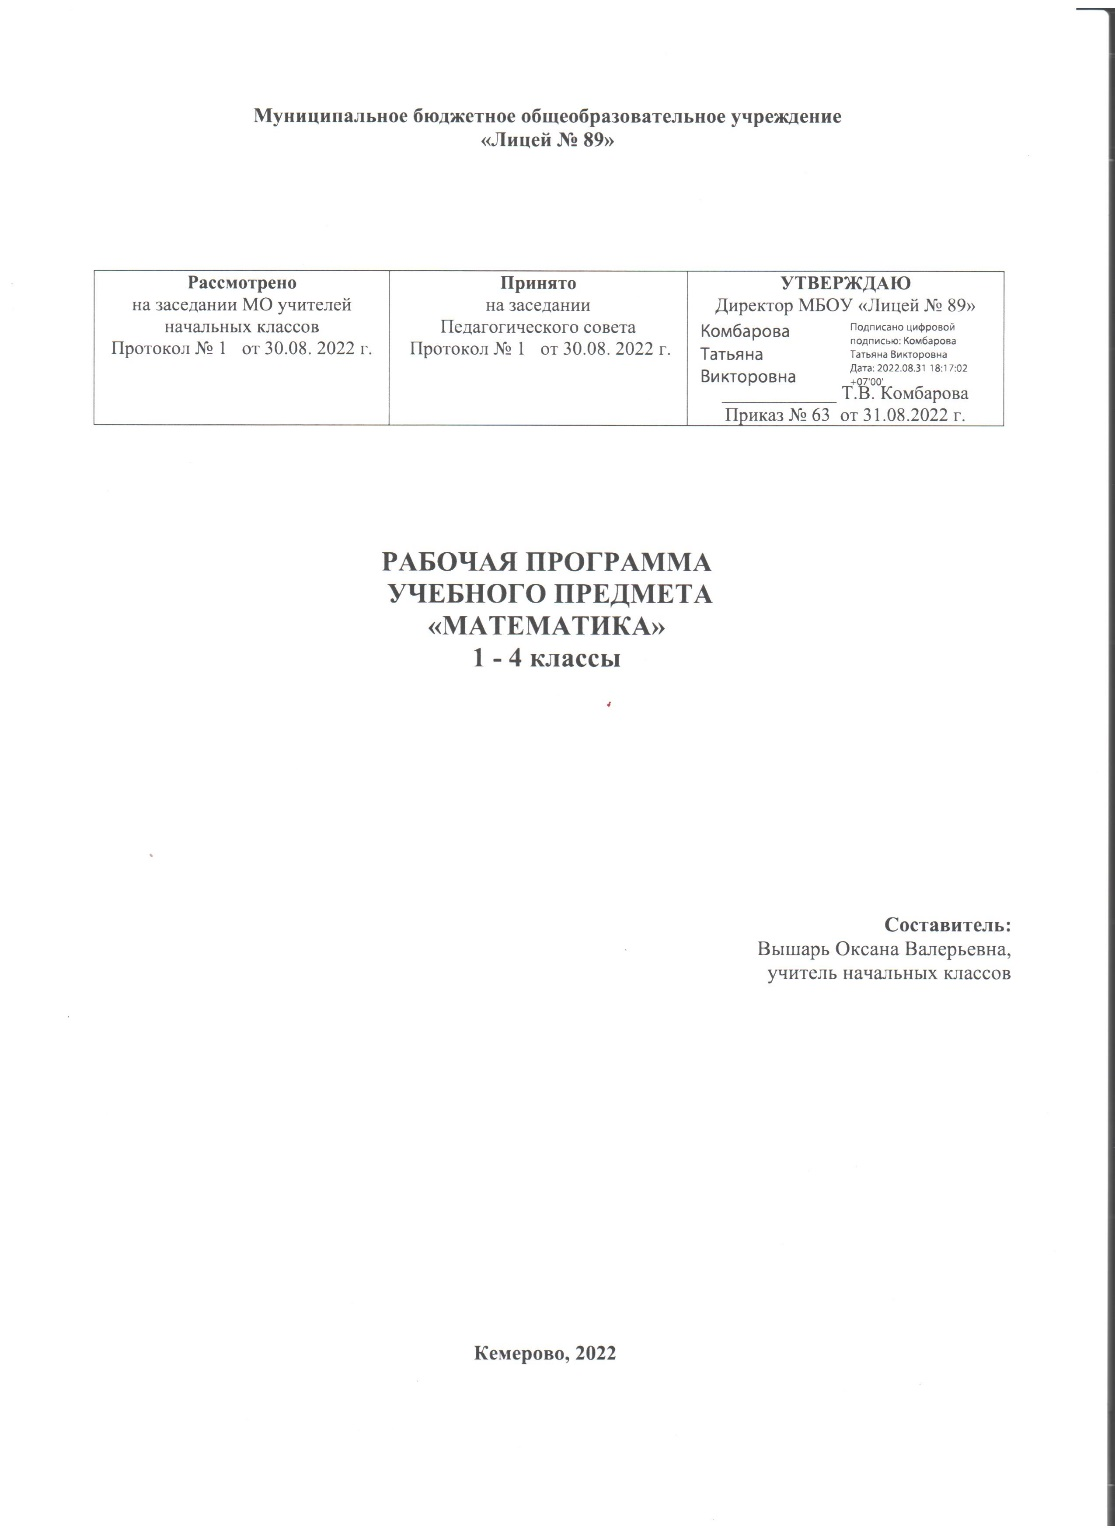 Муниципальное бюджетное общеобразовательное учреждение
«Лицей № 89»
Рассмотрено
на заседании МО учителей
начальных классов
Протокол № 1 от 30.08. 2022 г.
Принято
на заседании
Педагогического совета
Протокол № 1 от 30.08. 2022 г.
УТВЕРЖДАЮ
Директор МБОУ «Лицей № 89»
Комбарова
Татьяна
Викторовна
Подписано цифровой
подписью: Комбарова
Татьяна Викторовна
Дата: 2022.08.31 18:17:02
+07'00'
____________ Т.В. Комбарова
Приказ № 63 от 31.08.2022 г.
РАБОЧАЯ ПРОГРАММА
УЧЕБНОГО ПРЕДМЕТА
«МАТЕМАТИКА»
1 - 4 классы
Составитель:
Вышарь Оксана Валерьевна,
учитель начальных классов
Кемерово, 2022